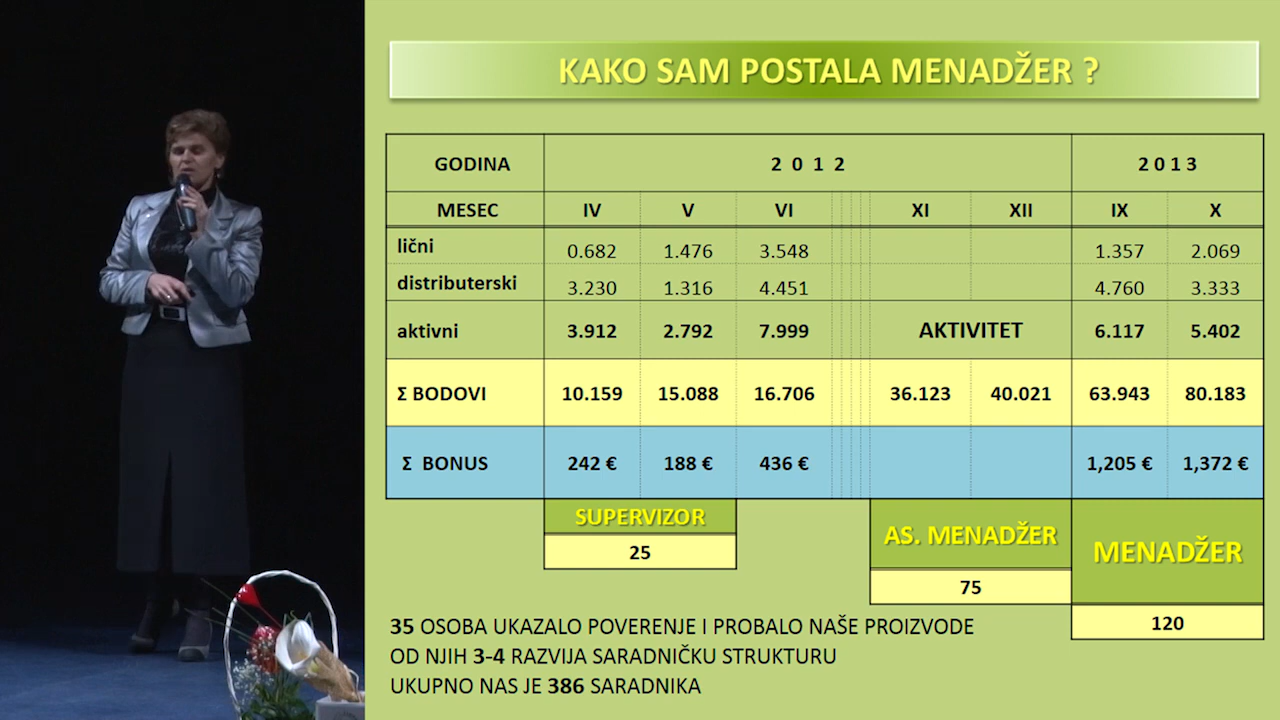 KAKO SAM POSTALA MENADŽER ?
GODINA 2 0 1 2 2 0 1 3
MESEC IV V VI XI XII IX X
lični 0.682 1.476 3.548 1.357 2.069
distributerski 3.230 1.316 4.451 4.760 3.333
aktivni 3.912 2.792 7.999 AKTIVITET 6.117 5.402
Σ BODOVI 10.159 15.088 16.706 36.123 40.021 63.943 80.183
Σ BONUS 242 € 188 € 436 € 1,205 € 1,372 €
SUPERVIZOR AS. MENADŽER MENADŽER
25 75 120
35 OSOBA UKAZALO POVERENJE I PROBALO NAŠE PROIZVODE
OD NJIH 3-4 RAZVIJA SARADNIČKU STRUKTURU
UKUPNO NAS JE 386 SARADNIKA